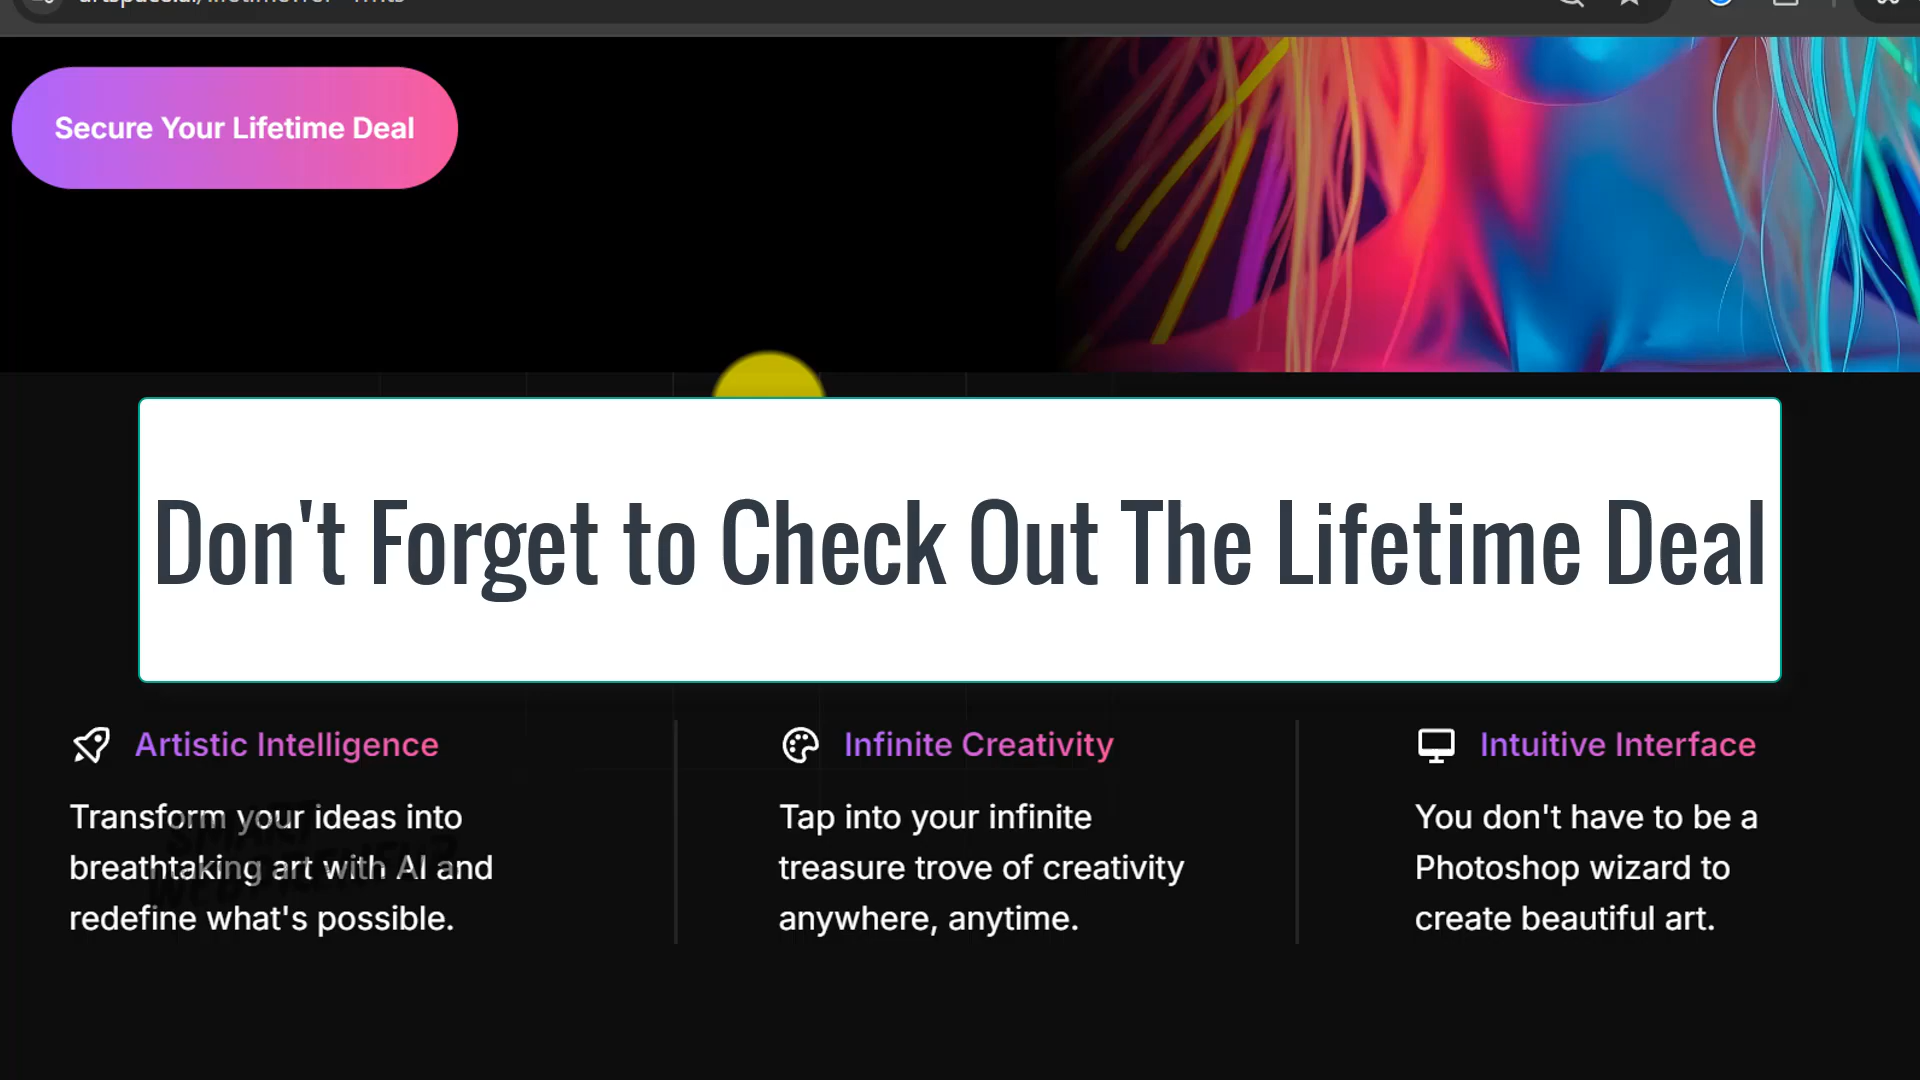 Secure Your Lifetime Deal
Don't Forget to Check Out The Lifetime Deal
Artistic Intelligence
Transform your ideas into
breathtaking art with AI and
redefine what's possible.
Infinite Creativity
Tap into your infinite
treasure trove of creativity
anywhere, anytime.
Intuitive Interface
You don't have to be a
Photoshop wizard to
create beautiful art.